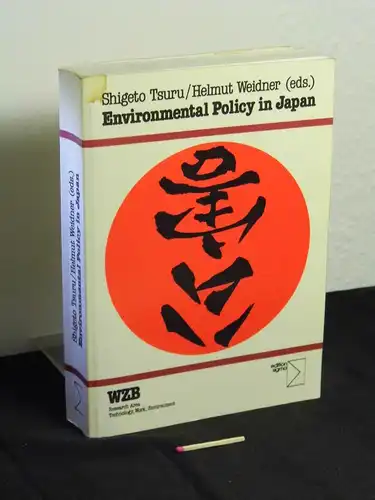 Shigeto Tsuru/Helmut Weidner (eds.)
Environmental Policy in Japan
WZB
Research Area
Technology, Work, Environment
edition
sigma
Shigeto Tsuru/Helmut Weidner (eds.)
Environmental Policy in Japan